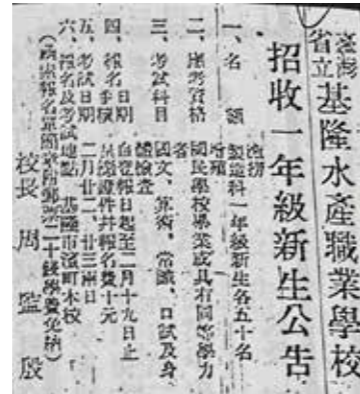 臺灣
省立
基隆水產職業學校
招收一年級新生公告
一、名額
漁撈
製造科一年級新生各五十名
養殖
二、應考資格
國民學校畢業或具有同等學力
者
三、考試科目
國文、算術、常識、口試及身
體檢查
四、報名日期
手續
自登報日起至二月十九日止
證件并報名費十元
五、考試日期
二月廿二、廿三兩日
六、報名及考試地點
基隆市濱町本校
校長 周監殷